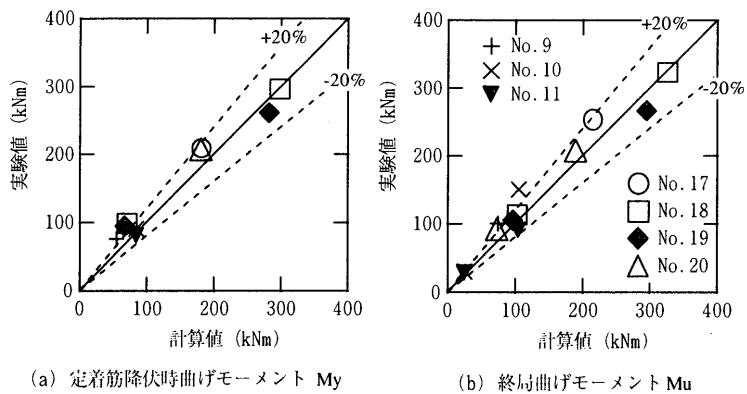 400
300
200
100
0
実験値 (kNm)
+20%
-20%
0 100 200 300 400
計算値 (kNm)
(a) 定着筋降伏時曲げモーメント My
400
300
200
100
0
実験値 (kNm)
No. 9
No. 10
No. 11
+20%
-20%
No. 17
No. 18
No. 19
No. 20
0 100 200 300 400
計算値 (kNm)
(b) 終局曲げモーメント Mu